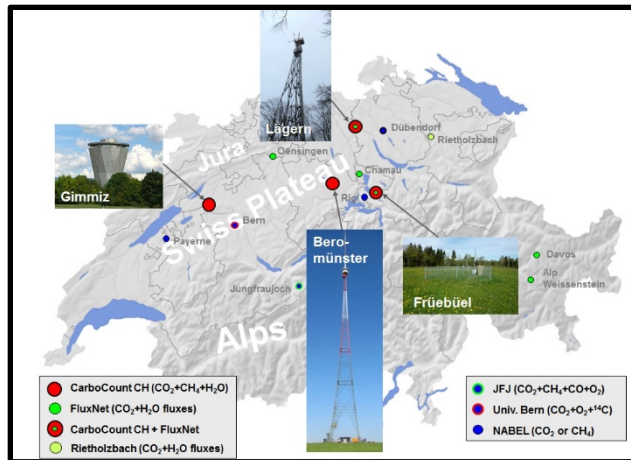 Lägern
Dübendorf
Rietholzbach
Jura
Oensingen
Gimmiz
Swiss Plateau
Chamau
Rigi
Bern
Bero-
münster
Payerne
Früebüel
Davos
Alp
Weissenstein
Jungfraujoch
Alps
CarboCount CH (CO₂+CH₄+H₂O)
FluxNet (CO₂+H₂O fluxes)
CarboCount CH + FluxNet
Rietholzbach (CO₂+H₂O fluxes)
JFJ (CO₂+CH₄+CO+O₂)
Univ. Bern (CO₂+O₂+¹⁴C)
NABEL (CO₂ or CH₄)